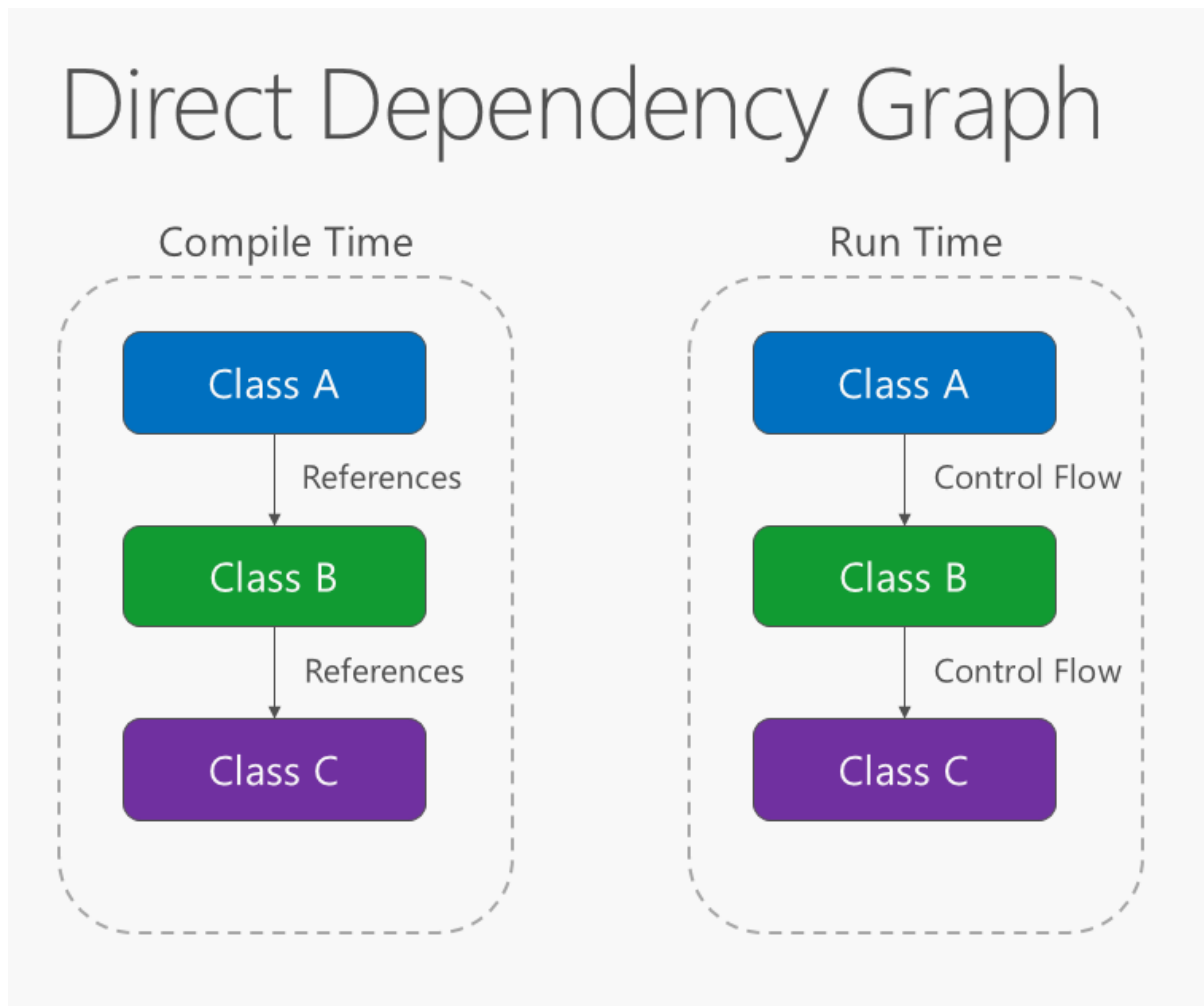 Direct Dependency Graph
Compile Time
Class A
References
Class B
References
Class C
Run Time
Class A
Control Flow
Class B
Control Flow
Class C